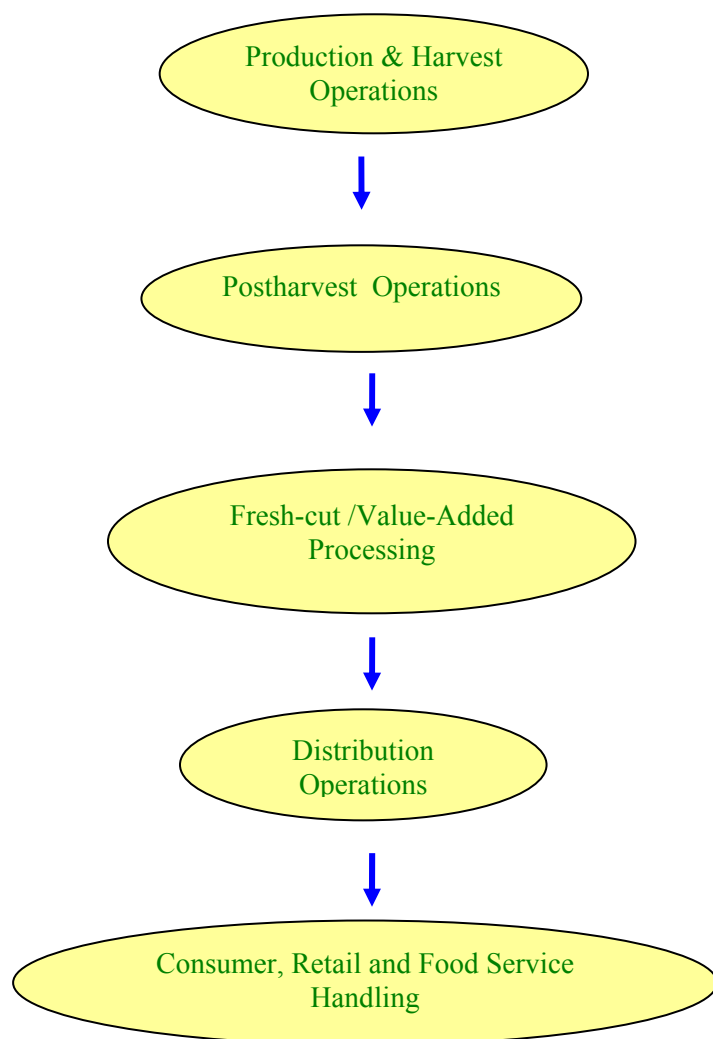 Production & Harvest
Operations
Postharvest  Operations
Fresh-cut /Value-Added
Processing
Distribution
Operations
Consumer, Retail and Food Service
Handling